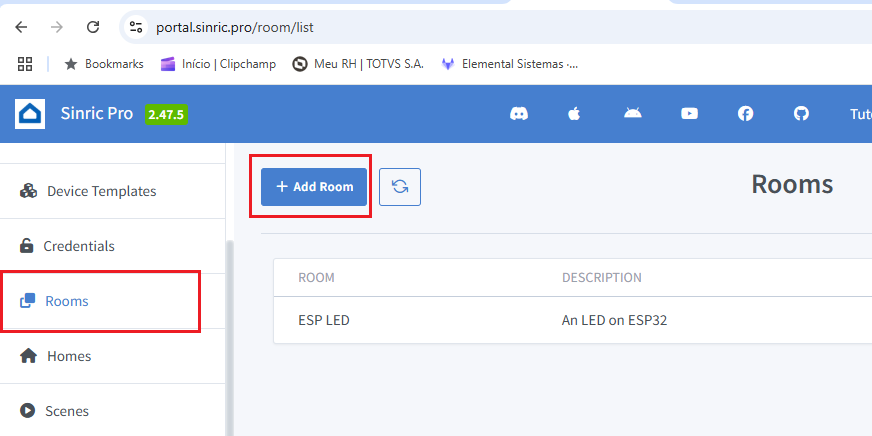 portal.sinric.pro/room/list
Bookmarks Início | Clipchamp Meu RH | TOTVS S.A. Elemental Sistemas ·...
Sinric Pro 2.47.5 Tuto
Device Templates
Credentials
Rooms
Homes
Scenes
+ Add Room
Rooms
ROOM DESCRIPTION
ESP LED An LED on ESP32